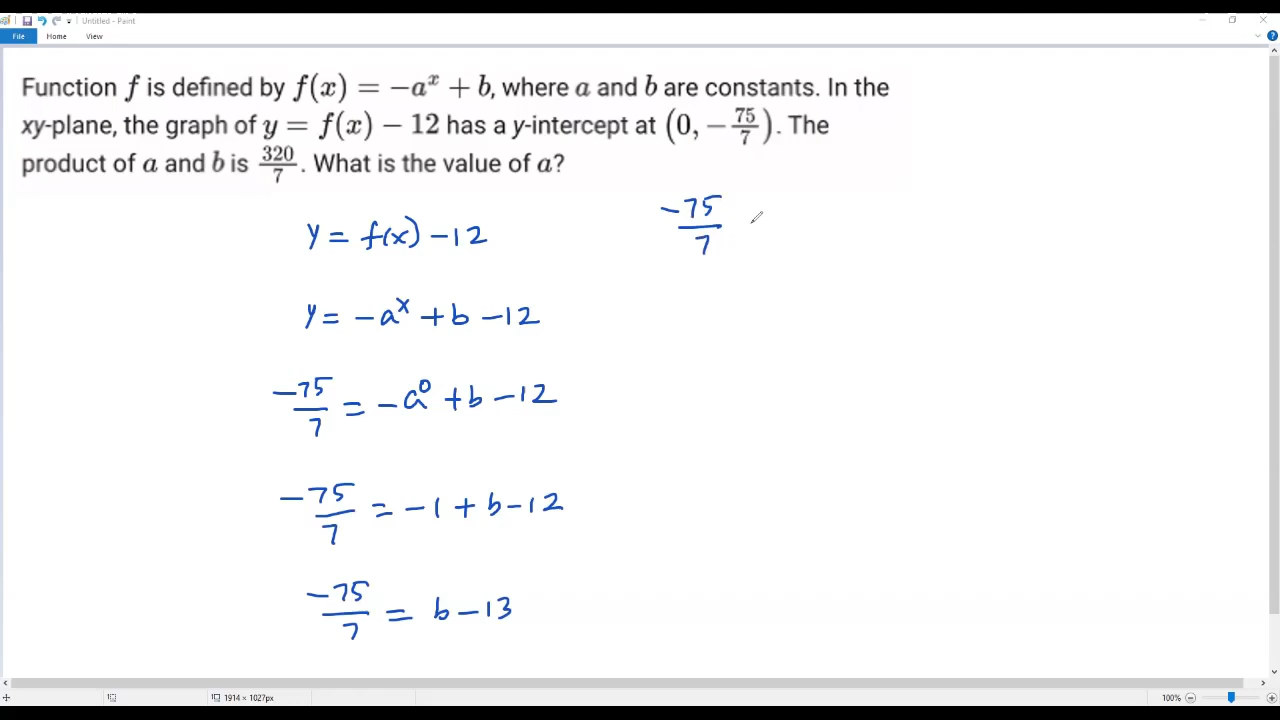 Untitled - Paint
File Home View
Function f is defined by f(x) = −a^x + b, where a and b are constants. In the
xy-plane, the graph of y = f(x) − 12 has a y-intercept at (0, −75/7). The
product of a and b is 320/7. What is the value of a?
y = f(x) −12
−75/7
y = −a^x + b −12
−75/7 = −a^0 + b −12
−75/7 = −1 + b −12
−75/7 = b −13
1914 × 1027px 100%